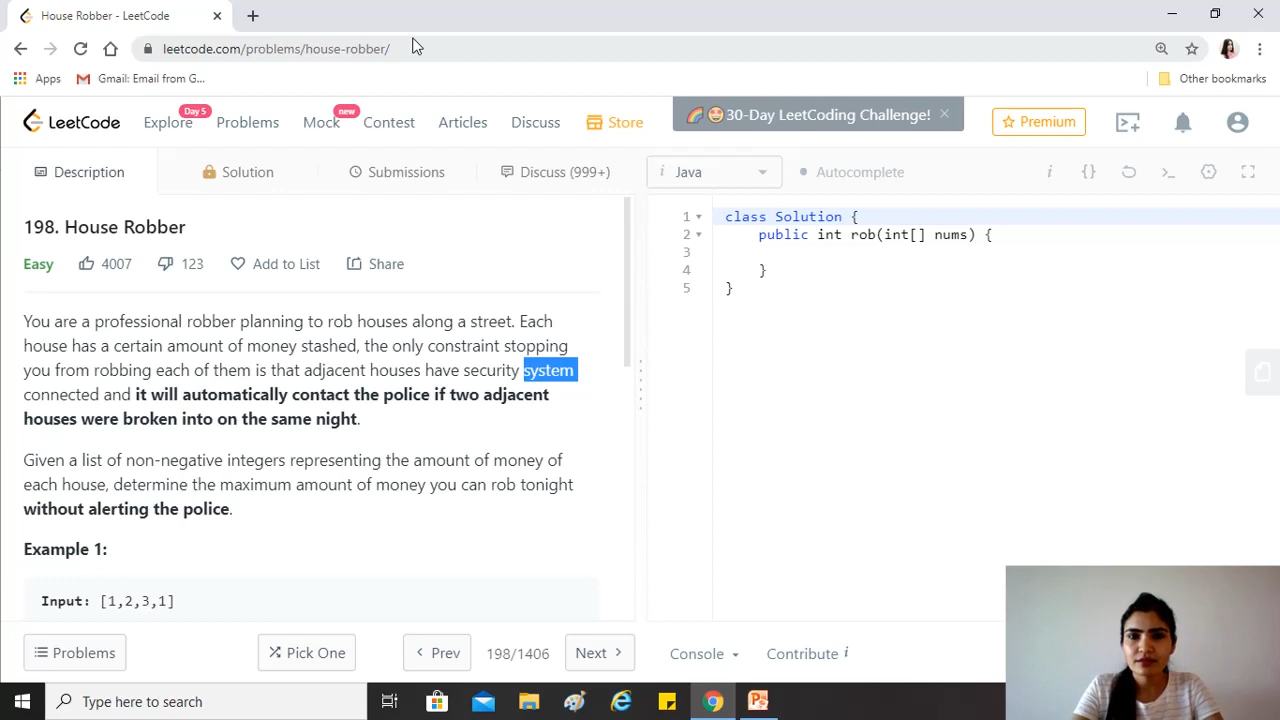 House Robber - LeetCode
leetcode.com/problems/house-robber/
Apps
Gmail: Email from G...
Other bookmarks
LeetCode
Explore
Day 5
Problems
Mock
new
Contest
Articles
Discuss
Store
30-Day LeetCoding Challenge!
Premium
Description
Solution
Submissions
Discuss (999+)
i Java
Autocomplete
i {}
198. House Robber
Easy
4007
123
Add to List
Share
You are a professional robber planning to rob houses along a street. Each
house has a certain amount of money stashed, the only constraint stopping
you from robbing each of them is that adjacent houses have security system
connected and it will automatically contact the police if two adjacent
houses were broken into on the same night.
Given a list of non-negative integers representing the amount of money of
each house, determine the maximum amount of money you can rob tonight
without alerting the police.
Example 1:
Input: [1,2,3,1]
1 class Solution {
2 public int rob(int[] nums) {
3
4 }
5 }
Problems
Pick One
Prev
198/1406
Next
Console
Contribute i
Type here to search